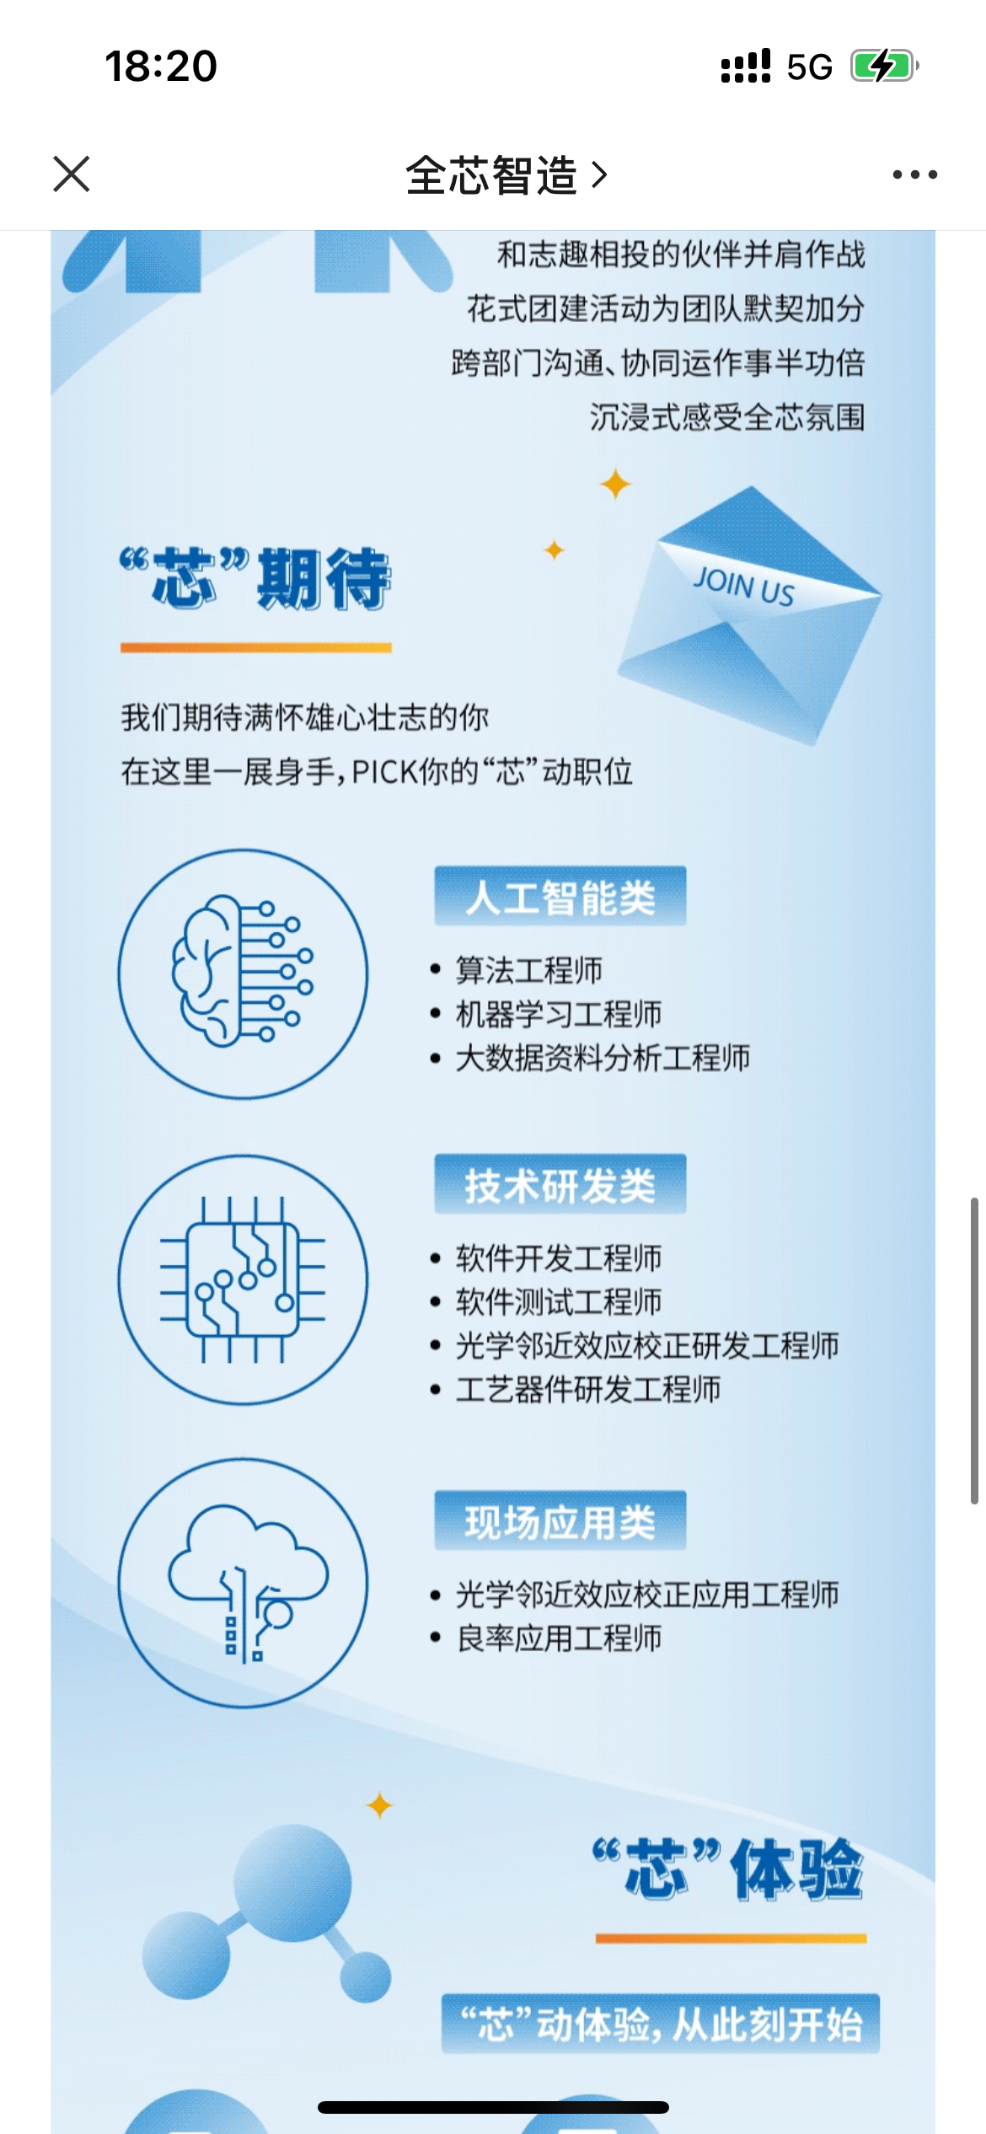 18:20
5G
全芯智造
和志趣相投的伙伴并肩作战
花式团建活动为团队默契加分
跨部门沟通、协同运作事半功倍
沉浸式感受全芯氛围
JOIN US
“芯”期待
我们期待满怀雄心壮志的你
在这里一展身手,PICK你的“芯”动职位
人工智能类
• 算法工程师
• 机器学习工程师
• 大数据资料分析工程师
技术研发类
• 软件开发工程师
• 软件测试工程师
• 光学邻近效应校正研发工程师
• 工艺器件研发工程师
现场应用类
• 光学邻近效应校正应用工程师
• 良率应用工程师
“芯”体验
“芯”动体验,从此刻开始